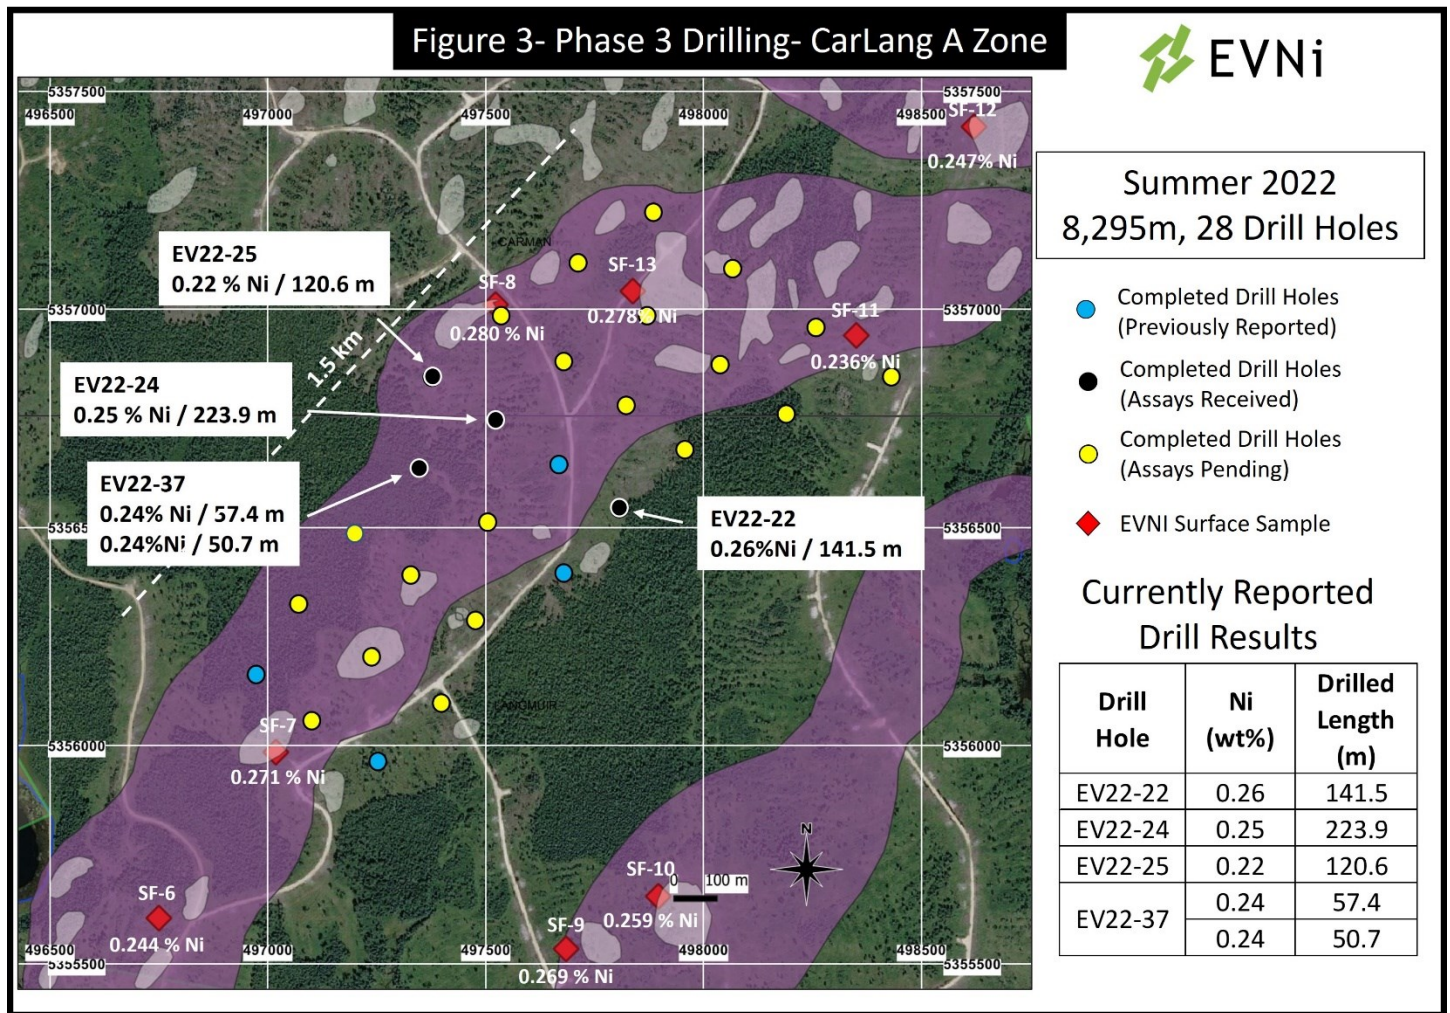 Figure 3- Phase 3 Drilling- CarLang A Zone
EVNi
Summer 2022
8,295m, 28 Drill Holes
Completed Drill Holes
(Previously Reported)
Completed Drill Holes
(Assays Received)
Completed Drill Holes
(Assays Pending)
EVNI Surface Sample
Currently Reported
Drill Results
Drill Hole Ni (wt%) Drilled Length (m)
EV22-22 0.26 141.5
EV22-24 0.25 223.9
EV22-25 0.22 120.6
EV22-37 0.24 57.4
0.24 50.7
5357500 5357500
496500 497000 497500 498000 498500
SF-12
0.247% Ni
CARMAN
EV22-25
0.22 % Ni / 120.6 m
SF-8
0.280 % Ni
SF-13
0.278% Ni
SF-11
0.236% Ni
5357000 5357000
1.5 km
EV22-24
0.25 % Ni / 223.9 m
EV22-37
0.24% Ni / 57.4 m
0.24%Ni / 50.7 m
EV22-22
0.26%Ni / 141.5 m
5356500
LANGMUIR
SF-7
0.271 % Ni
5356000 5356000
SF-6
0.244 % Ni
SF-10
0.259 % Ni
SF-9
0.269 % Ni
N
0 100 m
496500 497000 497500 498000 498500
5355500 5355500